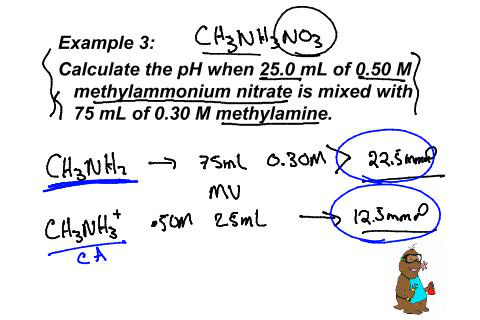 CH3NH3NO3
Example 3:
Calculate the pH when 25.0 mL of 0.50 M
methylammonium nitrate is mixed with
75 mL of 0.30 M methylamine.
CH3NH2 → 75mL 0.30M > 22.5mmol
MV
CH3NH3+ .50M 25mL → 12.5mmol
CA